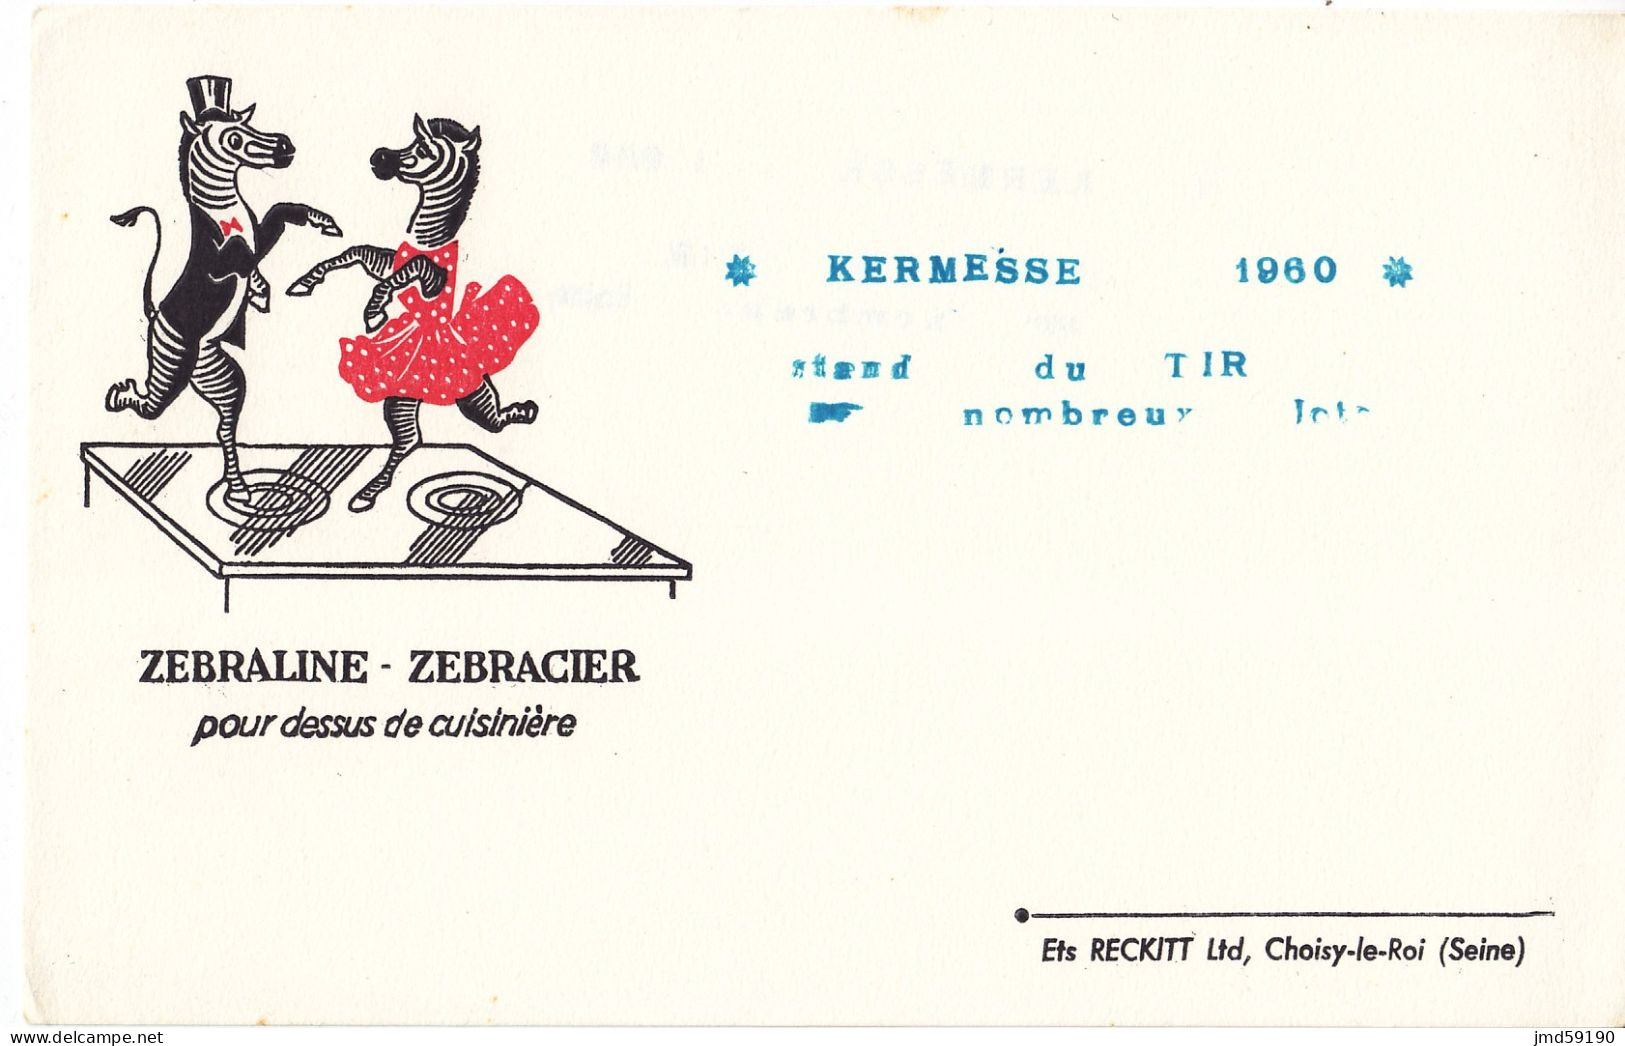 KERMESSE 1960
stand du TIR
nombreux lots
ZEBRALINE - ZEBRACIER
pour dessus de cuisinière
Ets RECKITT Ltd, Choisy-le-Roi (Seine)
jmd59190